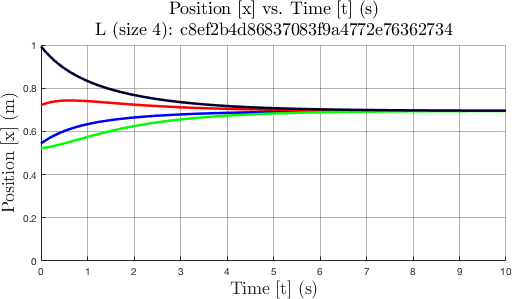 Position [x] vs. Time [t] (s)
L (size 4): c8ef2b4d86837083f9a4772e76362734
Position [x] (m)
1
0.8
0.6
0.4
0.2
0
0 1 2 3 4 5 6 7 8 9 10
Time [t] (s)